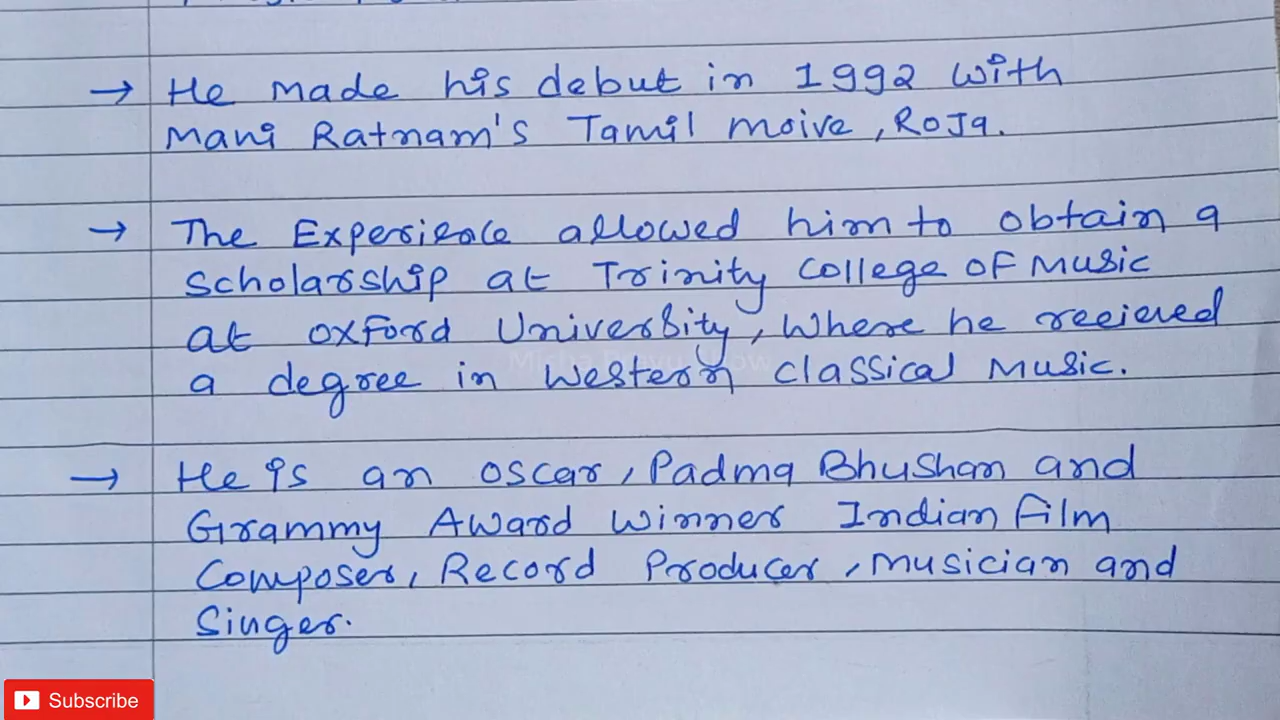 → He made his debut in 1992 with
Mani Ratnam's Tamil moive, Roja.
→ The Experience allowed him to obtain a
scholarship at Trinity college of Music
at oxford University, Where he receieved
a degree in Western classical Music.
→ He is an oscar, Padma Bhushan and
Grammy Award Winner Indian film
Composer, Record Producer, musician and
Singer.
Subscribe